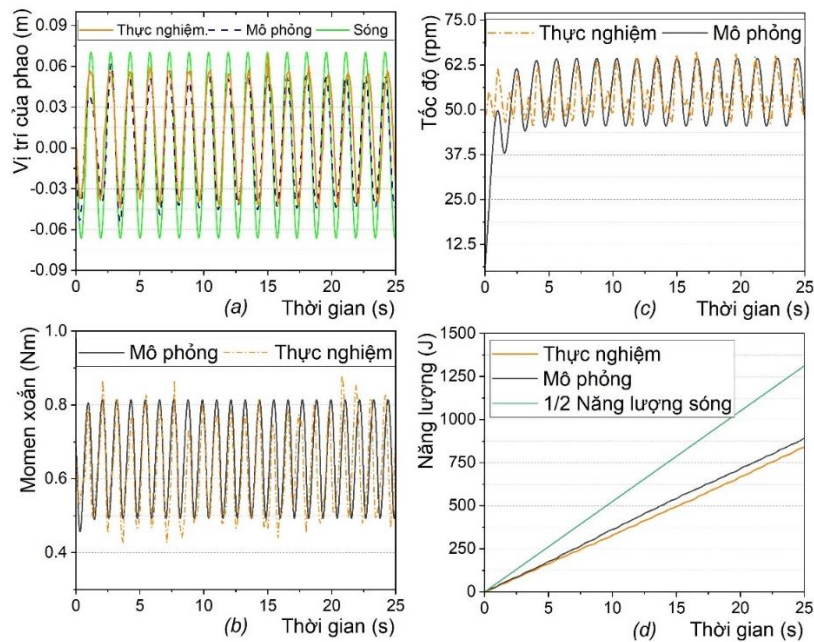 Vị trí của phao (m)
Thực nghiệm.
Mô phỏng
Sóng
0.09
0.06
0.03
0.00
-0.03
-0.06
-0.09
0 5 10 15 20 25
(a) Thời gian (s)
Tốc độ (rpm)
Thực nghiệm
Mô phỏng
75.0
62.5
50.0
37.5
25.0
12.5
0 5 10 15 20 25
(c) Thời gian (s)
Momen xoắn (Nm)
Mô phỏng
Thực nghiệm
1.0
0.8
0.6
0.4
0 5 10 15 20 25
(b) Thời gian (s)
Năng lượng (J)
Thực nghiệm
Mô phỏng
1/2 Năng lượng sóng
1500
1250
1000
750
500
250
0
0 5 10 15 20 25
(d) Thời gian (s)